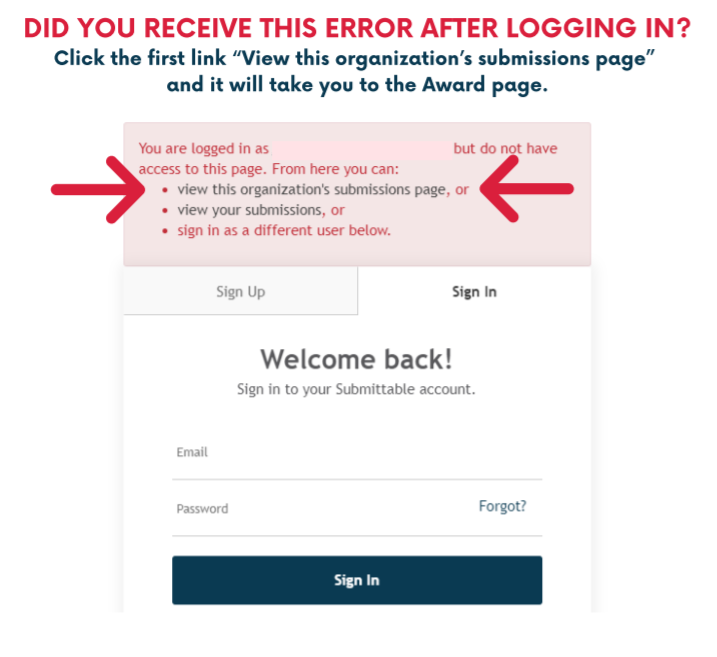 DID YOU RECEIVE THIS ERROR AFTER LOGGING IN?
Click the first link “View this organization’s submissions page”
and it will take you to the Award page.
You are logged in as but do not have
access to this page. From here you can:
• view this organization's submissions page, or
• view your submissions, or
• sign in as a different user below.
Sign Up Sign In
Welcome back!
Sign in to your Submittable account.
Email
Password Forgot?
Sign In